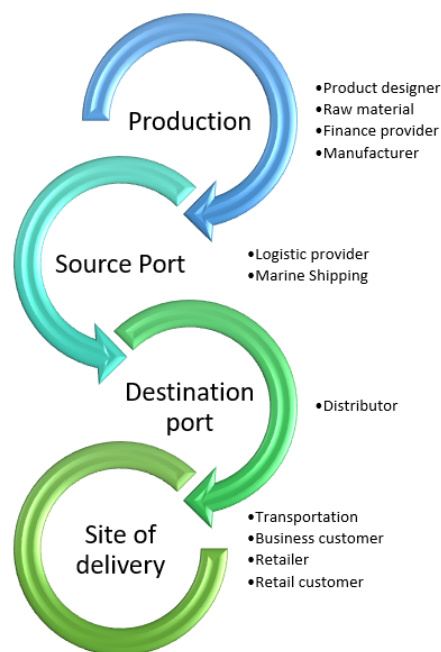 Production
•Product designer
•Raw material
•Finance provider
•Manufacturer
Source Port
•Logistic provider
•Marine Shipping
Destination
port
•Distributor
Site of
delivery
•Transportation
•Business customer
•Retailer
•Retail customer